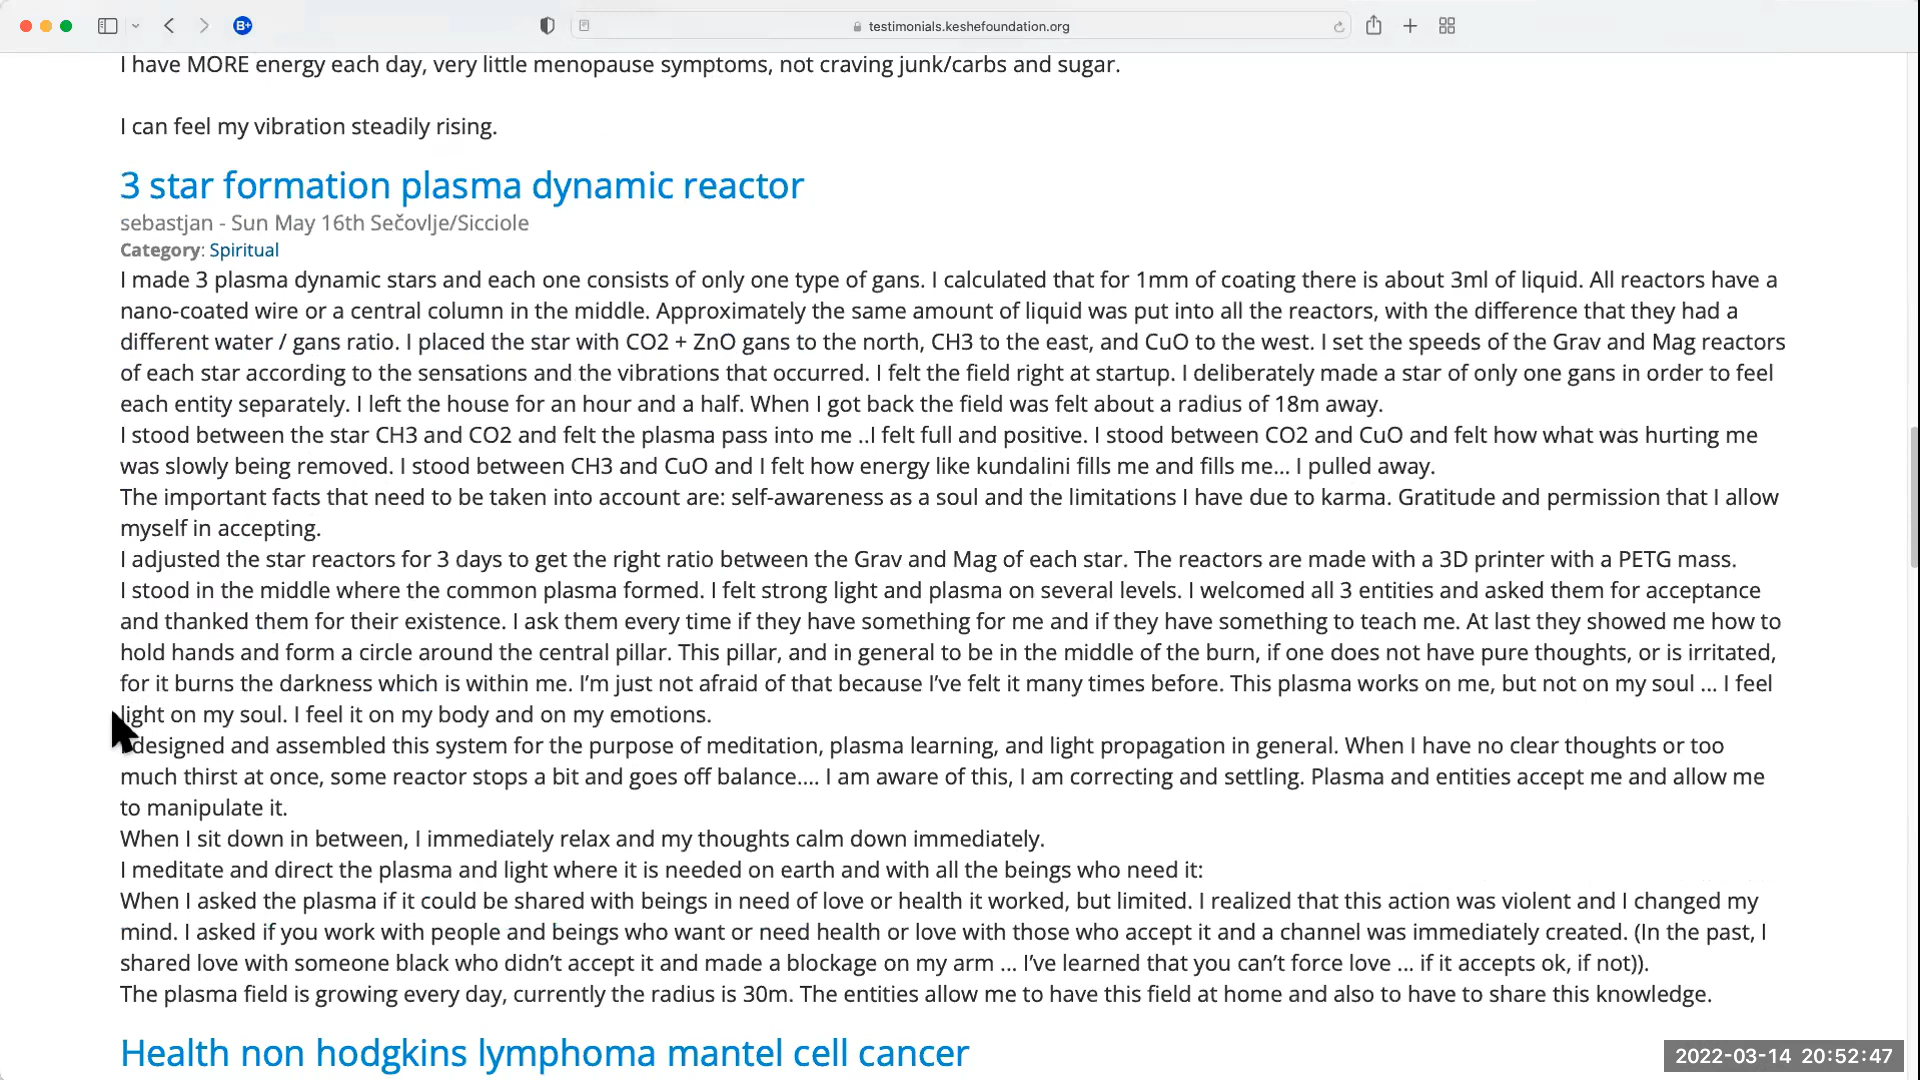 B+
testimonials.keshefoundation.org
I have MORE energy each day, very little menopause symptoms, not craving junk/carbs and sugar.
I can feel my vibration steadily rising.
3 star formation plasma dynamic reactor
sebastjan - Sun May 16th Sečovlje/Sicciole
Category: Spiritual
I made 3 plasma dynamic stars and each one consists of only one type of gans. I calculated that for 1mm of coating there is about 3ml of liquid. All reactors have a
nano-coated wire or a central column in the middle. Approximately the same amount of liquid was put into all the reactors, with the difference that they had a
different water / gans ratio. I placed the star with CO2 + ZnO gans to the north, CH3 to the east, and CuO to the west. I set the speeds of the Grav and Mag reactors
of each star according to the sensations and the vibrations that occurred. I felt the field right at startup. I deliberately made a star of only one gans in order to feel
each entity separately. I left the house for an hour and a half. When I got back the field was felt about a radius of 18m away.
I stood between the star CH3 and CO2 and felt the plasma pass into me ..I felt full and positive. I stood between CO2 and CuO and felt how what was hurting me
was slowly being removed. I stood between CH3 and CuO and I felt how energy like kundalini fills me and fills me... I pulled away.
The important facts that need to be taken into account are: self-awareness as a soul and the limitations I have due to karma. Gratitude and permission that I allow
myself in accepting.
I adjusted the star reactors for 3 days to get the right ratio between the Grav and Mag of each star. The reactors are made with a 3D printer with a PETG mass.
I stood in the middle where the common plasma formed. I felt strong light and plasma on several levels. I welcomed all 3 entities and asked them for acceptance
and thanked them for their existence. I ask them every time if they have something for me and if they have something to teach me. At last they showed me how to
hold hands and form a circle around the central pillar. This pillar, and in general to be in the middle of the burn, if one does not have pure thoughts, or is irritated,
for it burns the darkness which is within me. I'm just not afraid of that because I've felt it many times before. This plasma works on me, but not on my soul ... I feel
light on my soul. I feel it on my body and on my emotions.
I designed and assembled this system for the purpose of meditation, plasma learning, and light propagation in general. When I have no clear thoughts or too
much thirst at once, some reactor stops a bit and goes off balance.... I am aware of this, I am correcting and settling. Plasma and entities accept me and allow me
to manipulate it.
When I sit down in between, I immediately relax and my thoughts calm down immediately.
I meditate and direct the plasma and light where it is needed on earth and with all the beings who need it:
When I asked the plasma if it could be shared with beings in need of love or health it worked, but limited. I realized that this action was violent and I changed my
mind. I asked if you work with people and beings who want or need health or love with those who accept it and a channel was immediately created. (In the past, I
shared love with someone black who didn't accept it and made a blockage on my arm ... I've learned that you can't force love ... if it accepts ok, if not)).
The plasma field is growing every day, currently the radius is 30m. The entities allow me to have this field at home and also to have to share this knowledge.
Health non hodgkins lymphoma mantel cell cancer
2022-03-14 20:52:47